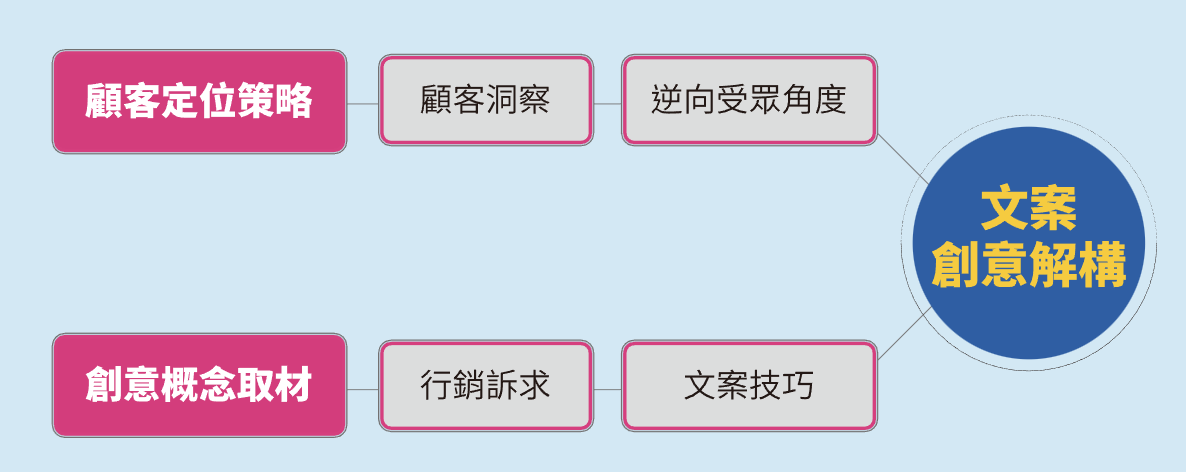 顧客定位策略
顧客洞察
逆向受眾角度
文案
創意解構
創意概念取材
行銷訴求
文案技巧